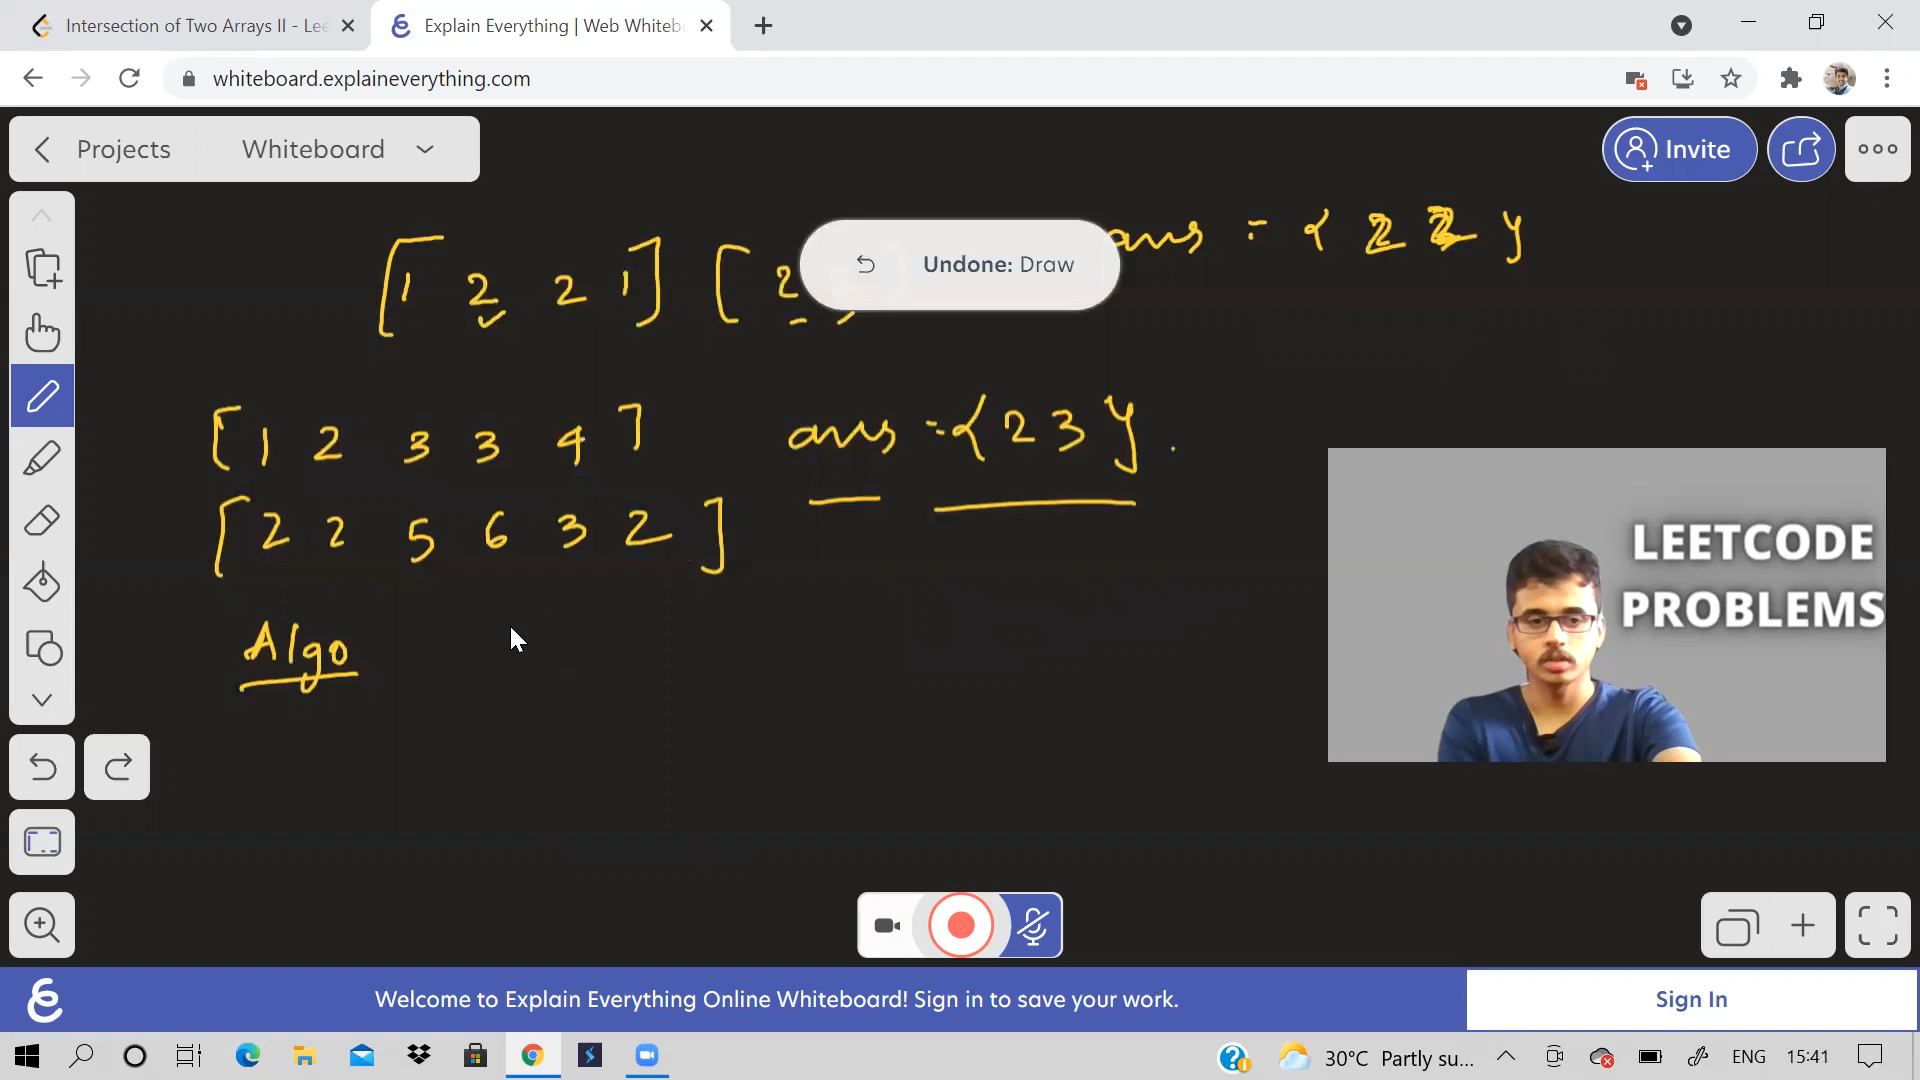 Intersection of Two Arrays II - Lee
Explain Everything | Web Whiteb
whiteboard.explaineverything.com
Projects
Whiteboard
Invite
Undone: Draw
[1 2 2 1] [2
ans = { 2 2 }
[1 2 3 3 4]
ans = { 2 3 }
[2 2 5 6 3 2]
Algo
LEETCODE
PROBLEMS
Welcome to Explain Everything Online Whiteboard! Sign in to save your work.
Sign In
30°C Partly su...
ENG
15:41